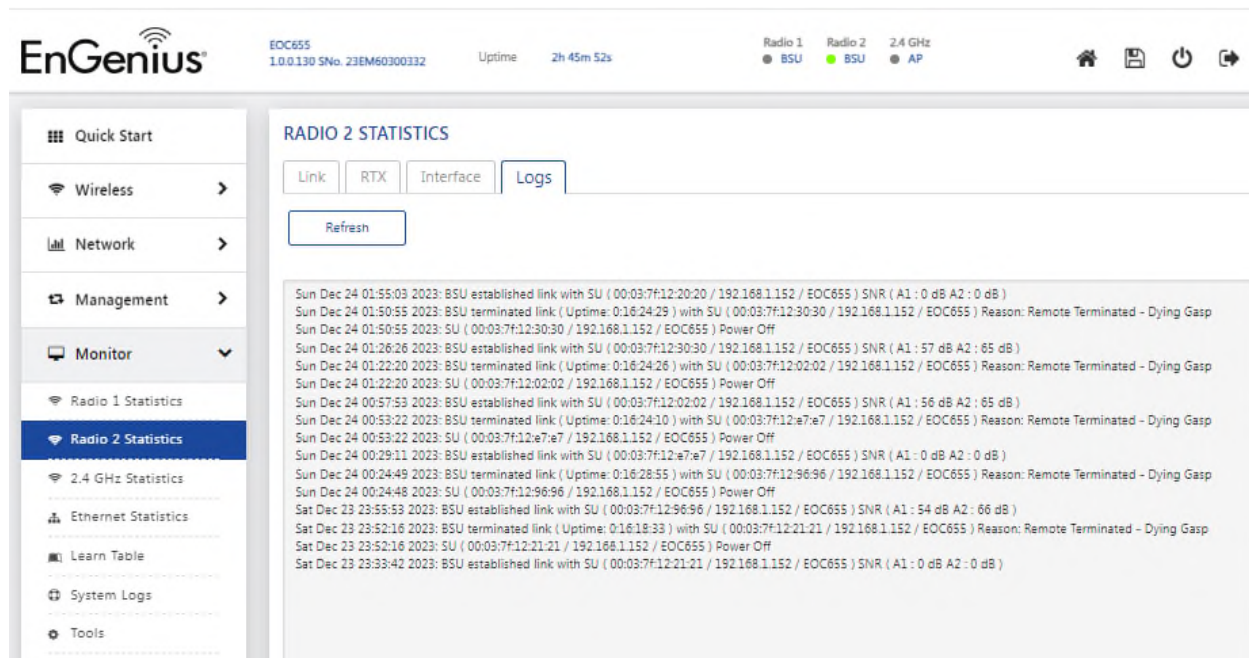 EnGenius
EOC655
1.0.0.130 SNo. 23EM60300332
Uptime 2h 45m 52s
Radio 1 Radio 2 2.4 GHz
BSU BSU AP
Quick Start
Wireless
Network
Management
Monitor
Radio 1 Statistics
Radio 2 Statistics
2.4 GHz Statistics
Ethernet Statistics
Learn Table
System Logs
Tools
RADIO 2 STATISTICS
Link RTX Interface Logs
Refresh
Sun Dec 24 01:55:03 2023: BSU established link with SU ( 00:03:7f:12:20:20 / 192.168.1.152 / EOC655 ) SNR ( A1 : 0 dB A2 : 0 dB )
Sun Dec 24 01:50:55 2023: BSU terminated link ( Uptime: 0:16:24:29 ) with SU ( 00:03:7f:12:30:30 / 192.168.1.152 / EOC655 ) Reason: Remote Terminated - Dying Gasp
Sun Dec 24 01:50:55 2023: SU ( 00:03:7f:12:30:30 / 192.168.1.152 / EOC655 ) Power Off
Sun Dec 24 01:26:26 2023: BSU established link with SU ( 00:03:7f:12:30:30 / 192.168.1.152 / EOC655 ) SNR ( A1 : 57 dB A2 : 65 dB )
Sun Dec 24 01:22:20 2023: BSU terminated link ( Uptime: 0:16:24:26 ) with SU ( 00:03:7f:12:02:02 / 192.168.1.152 / EOC655 ) Reason: Remote Terminated - Dying Gasp
Sun Dec 24 01:22:20 2023: SU ( 00:03:7f:12:02:02 / 192.168.1.152 / EOC655 ) Power Off
Sun Dec 24 00:57:53 2023: BSU established link with SU ( 00:03:7f:12:02:02 / 192.168.1.152 / EOC655 ) SNR ( A1 : 56 dB A2 : 65 dB )
Sun Dec 24 00:53:22 2023: BSU terminated link ( Uptime: 0:16:24:10 ) with SU ( 00:03:7f:12:e7:e7 / 192.168.1.152 / EOC655 ) Reason: Remote Terminated - Dying Gasp
Sun Dec 24 00:53:22 2023: SU ( 00:03:7f:12:e7:e7 / 192.168.1.152 / EOC655 ) Power Off
Sun Dec 24 00:29:11 2023: BSU established link with SU ( 00:03:7f:12:e7:e7 / 192.168.1.152 / EOC655 ) SNR ( A1 : 0 dB A2 : 0 dB )
Sun Dec 24 00:24:49 2023: BSU terminated link ( Uptime: 0:16:28:55 ) with SU ( 00:03:7f:12:96:96 / 192.168.1.152 / EOC655 ) Reason: Remote Terminated - Dying Gasp
Sun Dec 24 00:24:48 2023: SU ( 00:03:7f:12:96:96 / 192.168.1.152 / EOC655 ) Power Off
Sat Dec 23 23:55:53 2023: BSU established link with SU ( 00:03:7f:12:96:96 / 192.168.1.152 / EOC655 ) SNR ( A1 : 54 dB A2 : 66 dB )
Sat Dec 23 23:52:16 2023: BSU terminated link ( Uptime: 0:16:18:33 ) with SU ( 00:03:7f:12:21:21 / 192.168.1.152 / EOC655 ) Reason: Remote Terminated - Dying Gasp
Sat Dec 23 23:52:16 2023: SU ( 00:03:7f:12:21:21 / 192.168.1.152 / EOC655 ) Power Off
Sat Dec 23 23:33:42 2023: BSU established link with SU ( 00:03:7f:12:21:21 / 192.168.1.152 / EOC655 ) SNR ( A1 : 0 dB A2 : 0 dB )